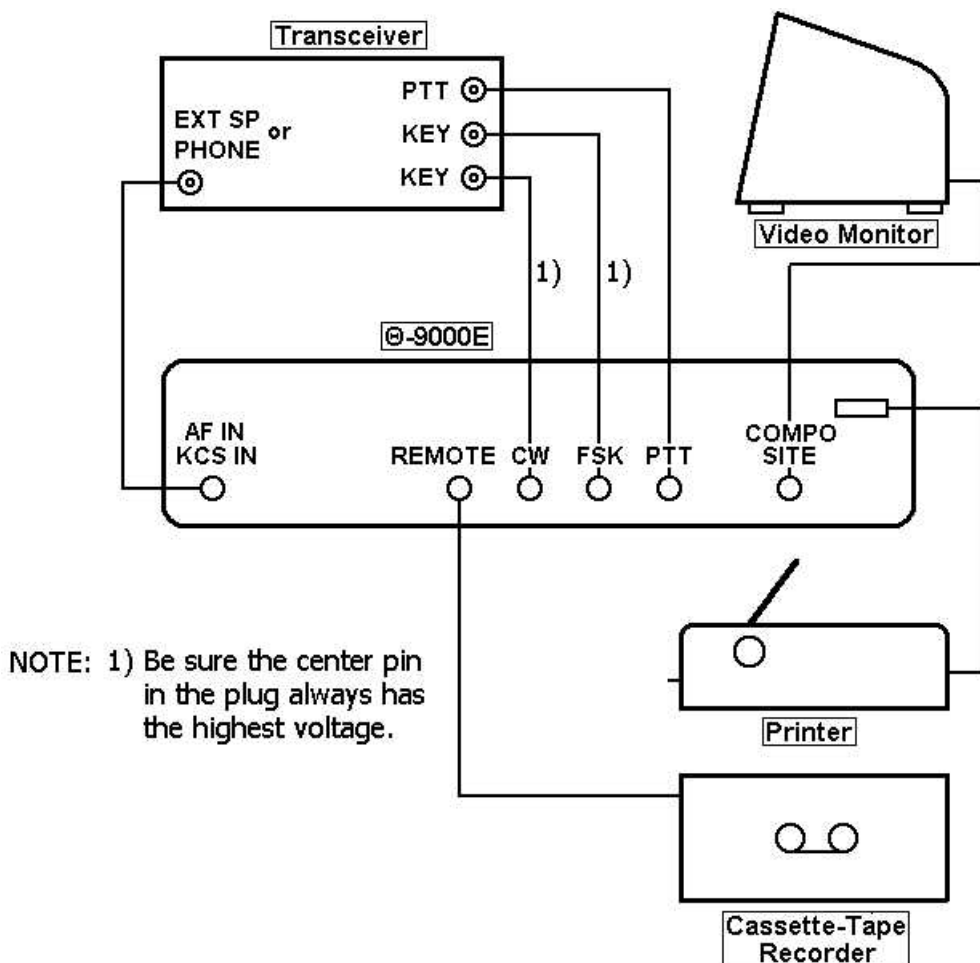 Transceiver
EXT SP or
PHONE
PTT
KEY
KEY
Video Monitor
1)
1)
Θ-9000E
AF IN
KCS IN
REMOTE
CW
FSK
PTT
COMPO
SITE
NOTE: 1) Be sure the center pin
in the plug always has
the highest voltage.
Printer
Cassette-Tape
Recorder